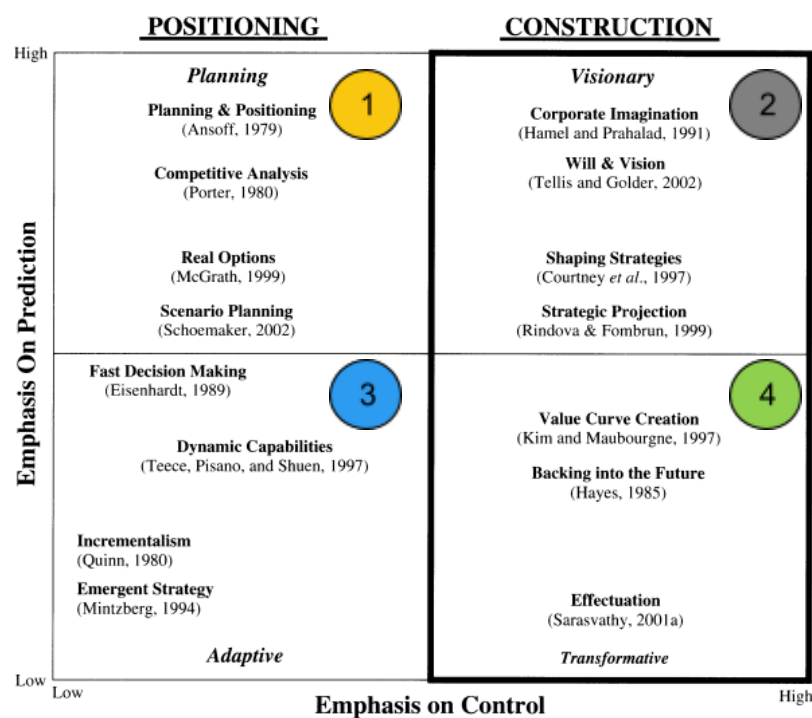 POSITIONING
CONSTRUCTION
High
Planning
1
Planning & Positioning
(Ansoff, 1979)
Competitive Analysis
(Porter, 1980)
Real Options
(McGrath, 1999)
Scenario Planning
(Schoemaker, 2002)
Visionary
2
Corporate Imagination
(Hamel and Prahalad, 1991)
Will & Vision
(Tellis and Golder, 2002)
Shaping Strategies
(Courtney et al., 1997)
Strategic Projection
(Rindova & Fombrun, 1999)
Emphasis On Prediction
Fast Decision Making
(Eisenhardt, 1989)
3
Dynamic Capabilities
(Teece, Pisano, and Shuen, 1997)
Incrementalism
(Quinn, 1980)
Emergent Strategy
(Mintzberg, 1994)
Adaptive
4
Value Curve Creation
(Kim and Maubourgne, 1997)
Backing into the Future
(Hayes, 1985)
Effectuation
(Sarasvathy, 2001a)
Transformative
Low
Low
Emphasis on Control
High